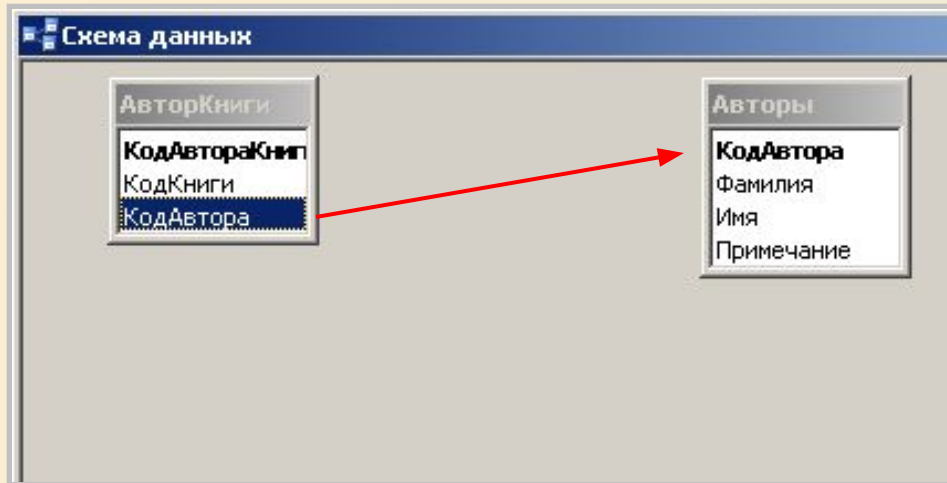 Схема данных
АвторКниги
КодАвтораКниг
КодКниги
КодАвтора
Авторы
КодАвтора
Фамилия
Имя
Примечание